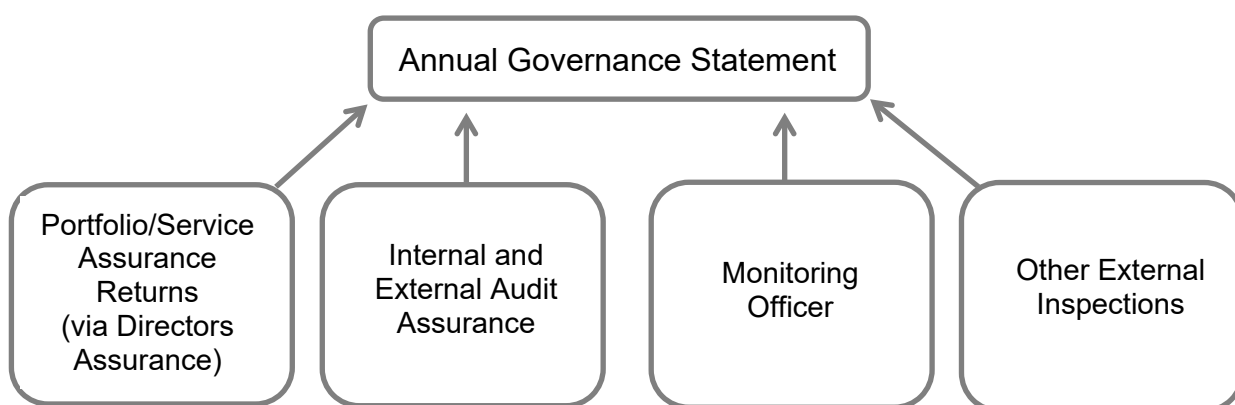 Annual Governance Statement
Portfolio/Service
Assurance
Returns
(via Directors
Assurance)
Internal and
External Audit
Assurance
Monitoring
Officer
Other External
Inspections